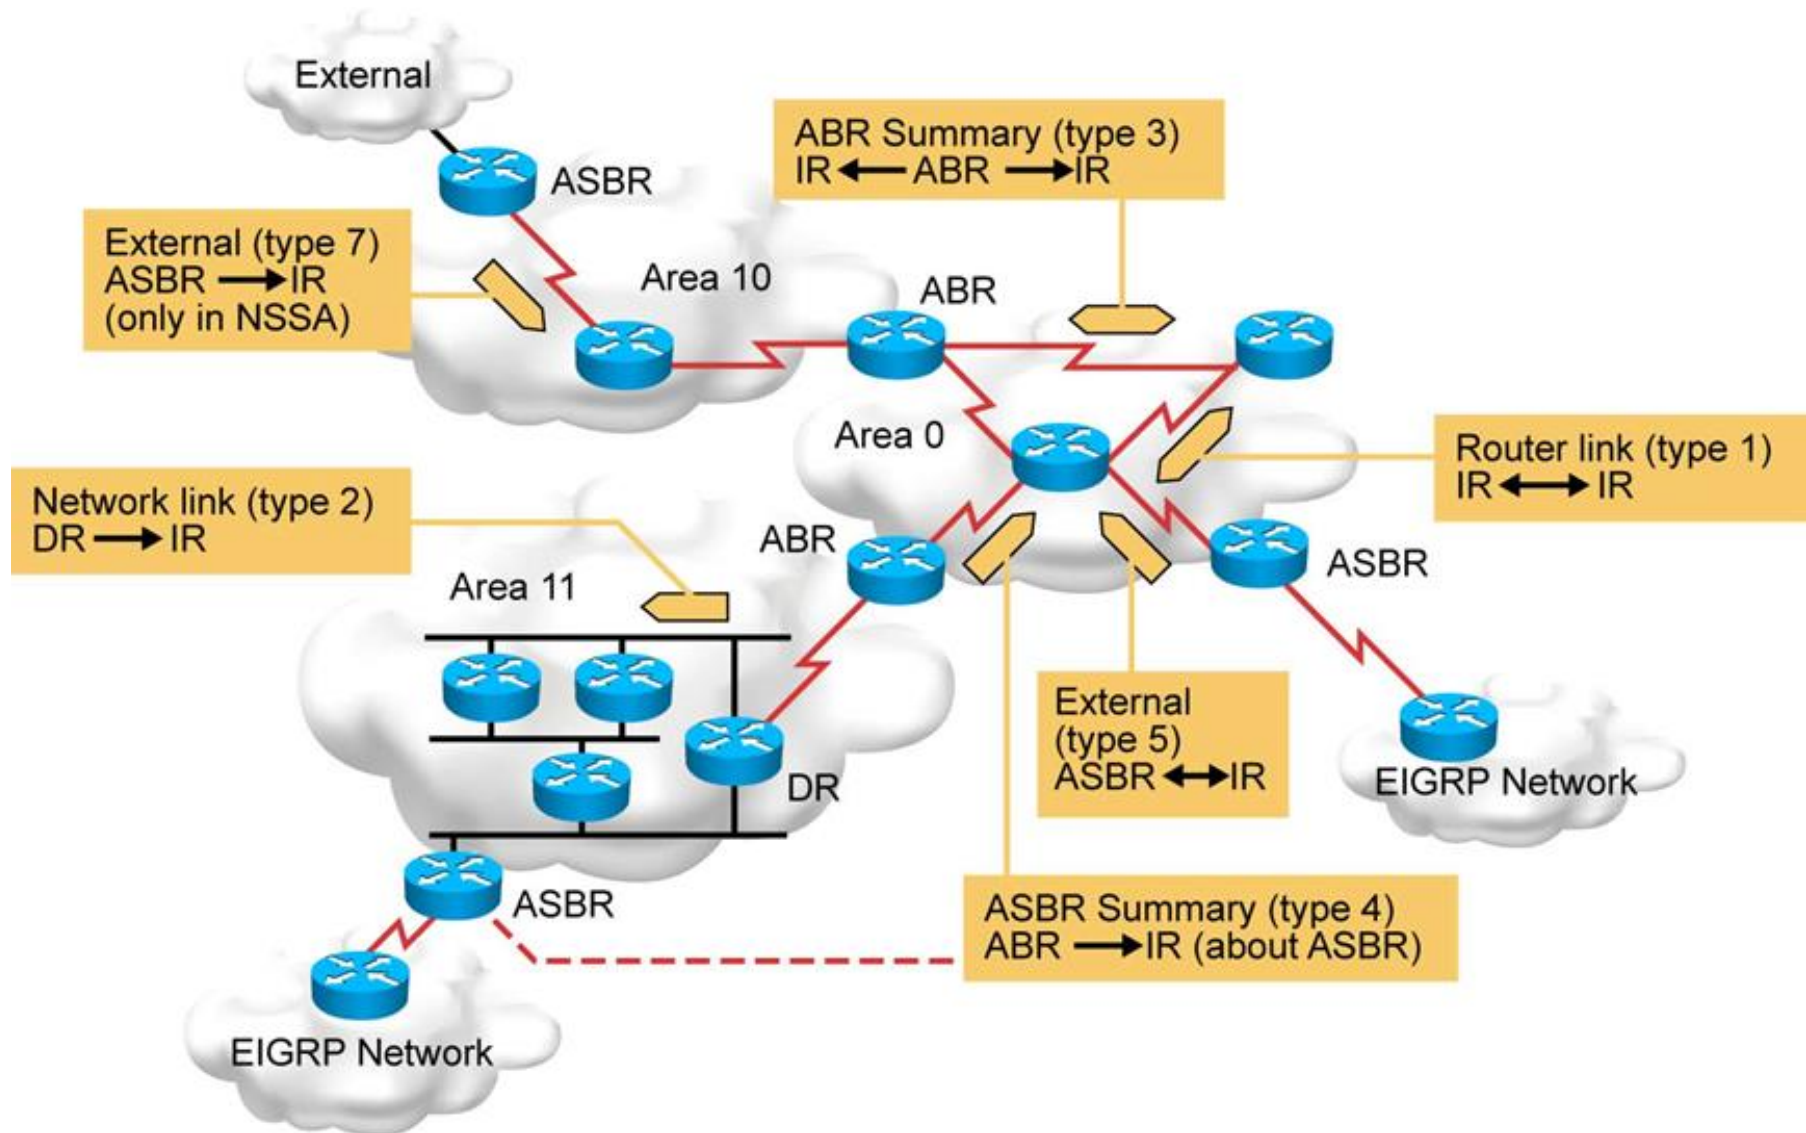 External
ASBR
ABR Summary (type 3)
IR ⟵ ABR ⟶ IR
External (type 7)
ASBR ⟶ IR
(only in NSSA)
Area 10
ABR
Area 0
Router link (type 1)
IR ⟷ IR
Network link (type 2)
DR ⟶ IR
ABR
ASBR
Area 11
External
(type 5)
ASBR ⟷ IR
DR
EIGRP Network
ASBR
ASBR Summary (type 4)
ABR ⟶ IR (about ASBR)
EIGRP Network